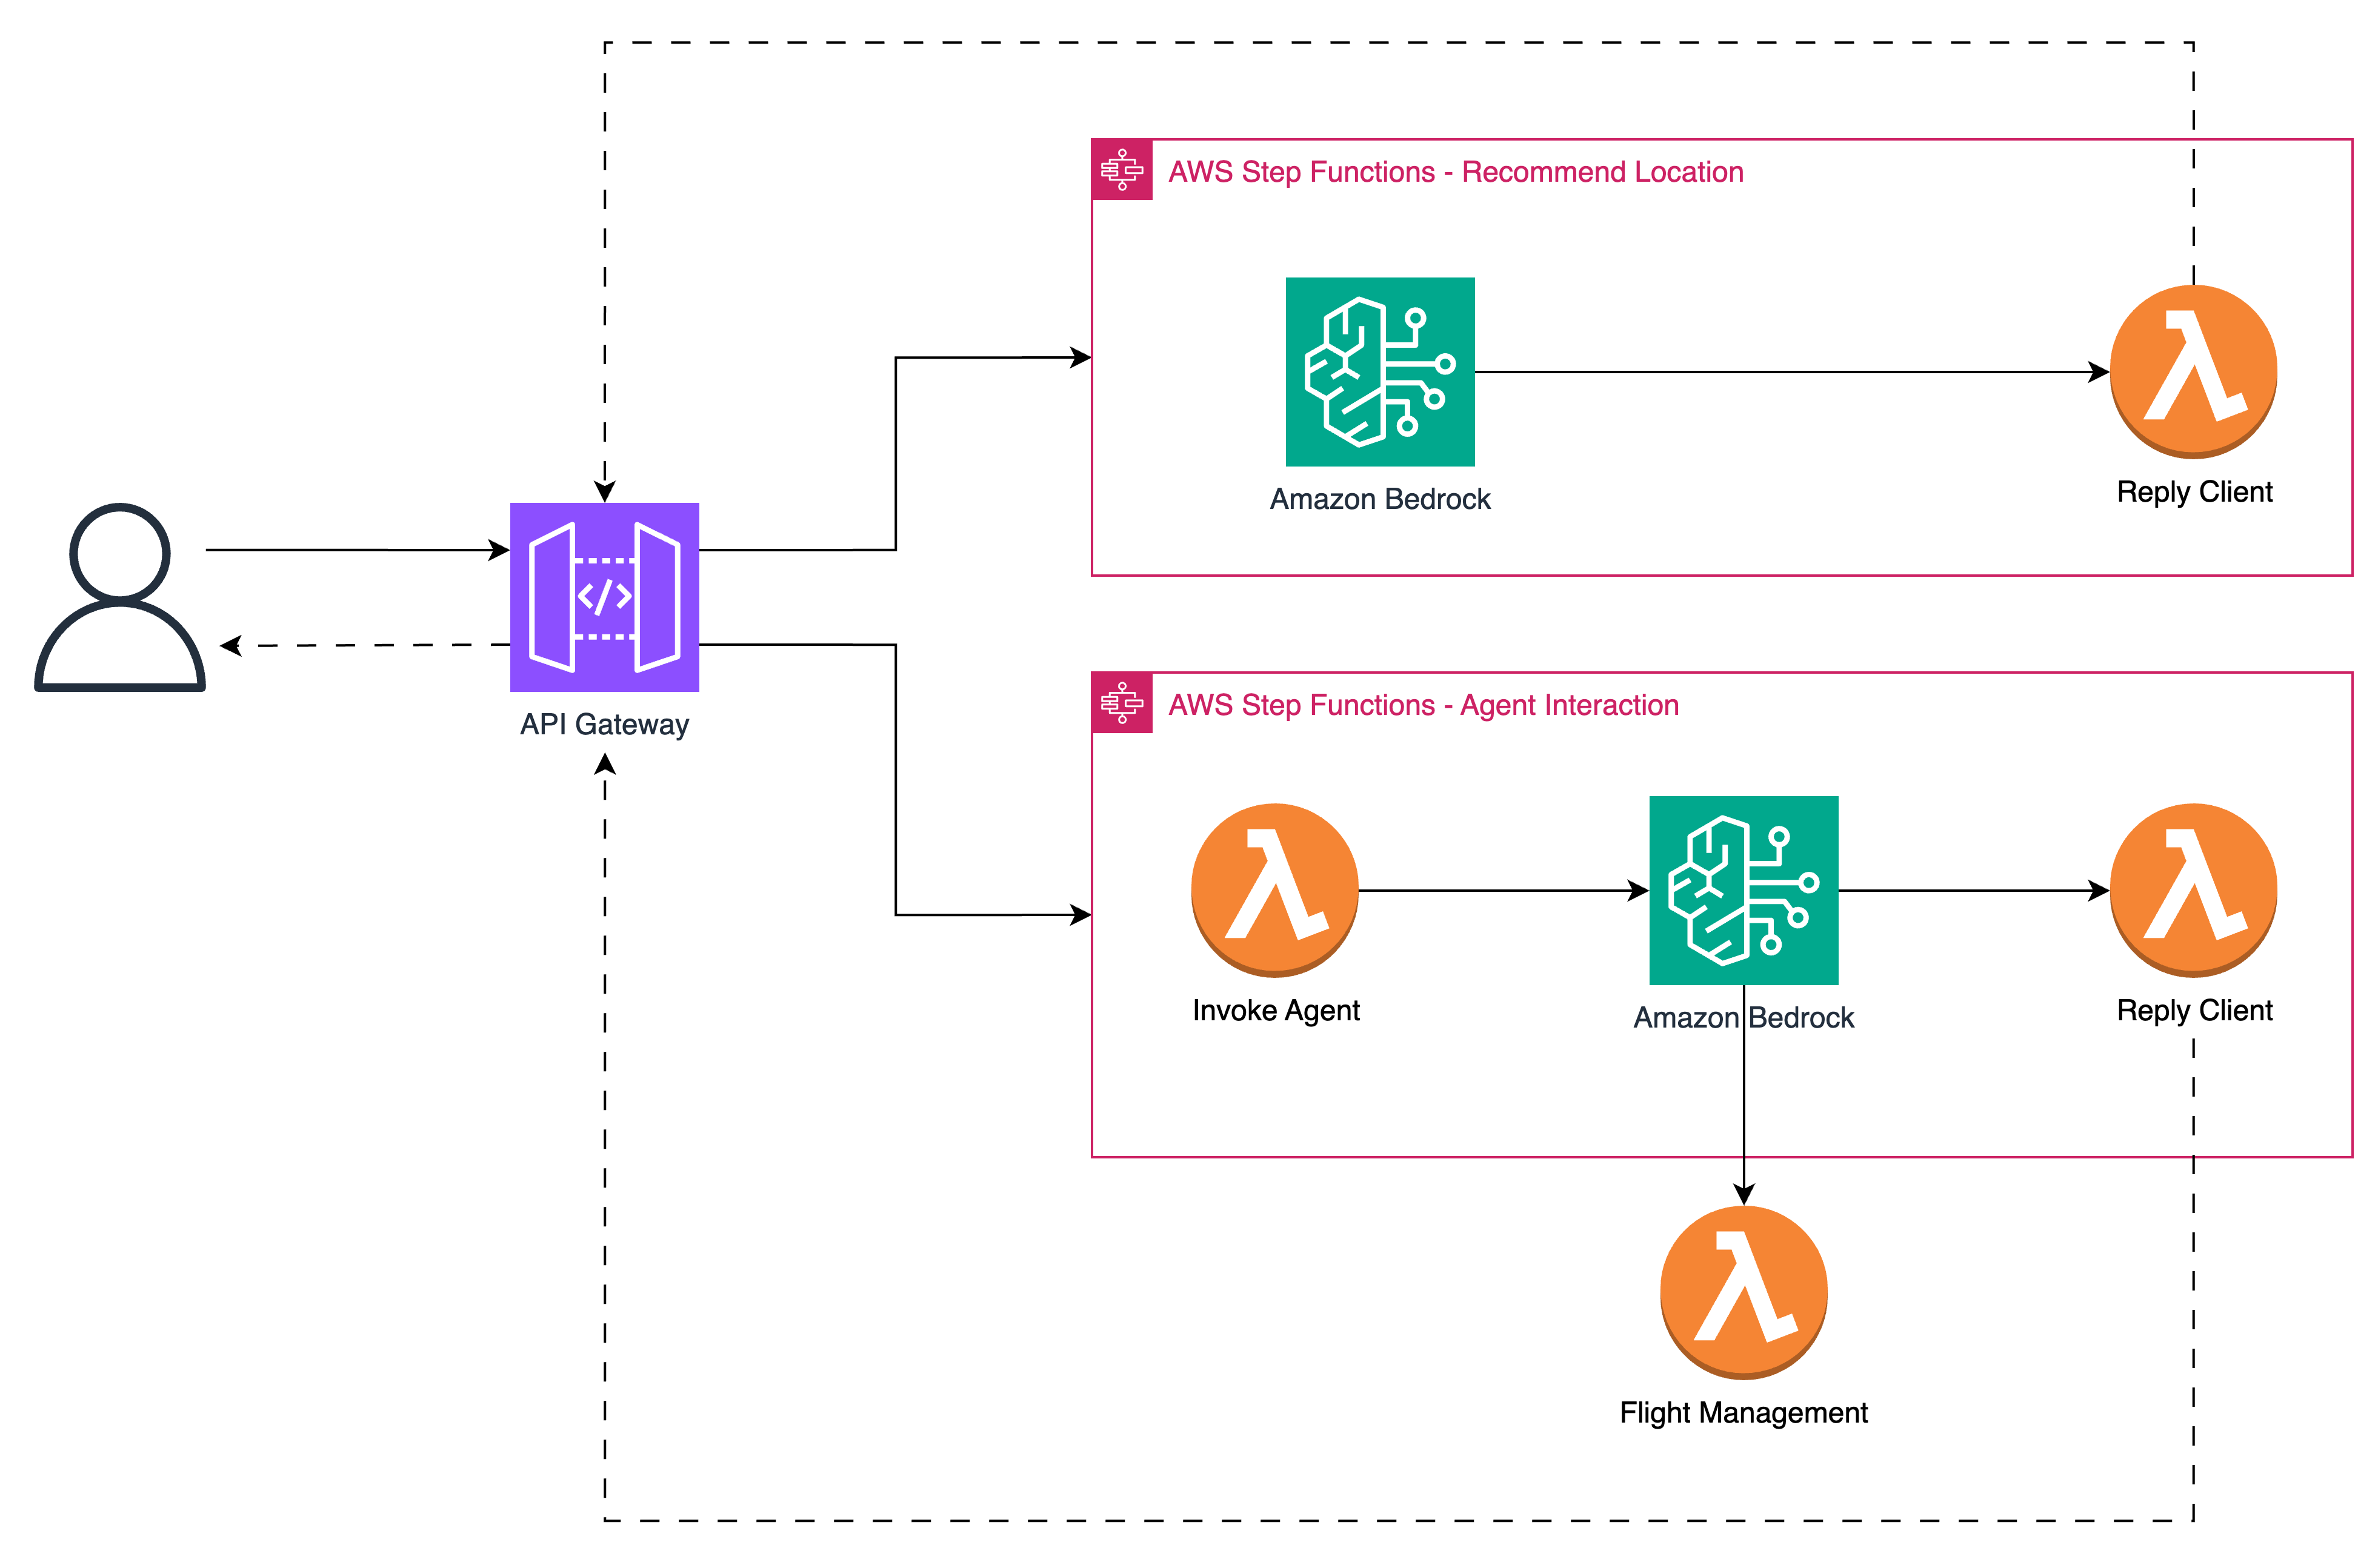 AWS Step Functions - Recommend Location
Amazon Bedrock
Reply Client
</>
API Gateway
AWS Step Functions - Agent Interaction
Invoke Agent
Amazon Bedrock
Reply Client
Flight Management